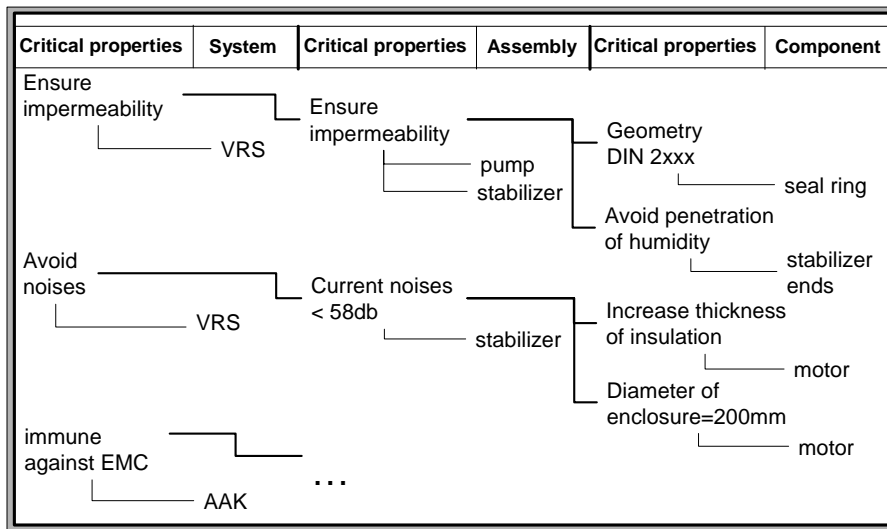 Critical properties System Critical properties Assembly Critical properties Component
Ensure
impermeability
VRS
Ensure
impermeability
pump
stabilizer
Geometry
DIN 2xxx
seal ring
Avoid penetration
of humidity
stabilizer
ends
Avoid
noises
VRS
Current noises
< 58db
stabilizer
Increase thickness
of insulation
motor
Diameter of
enclosure=200mm
motor
immune
against EMC
AAK
...